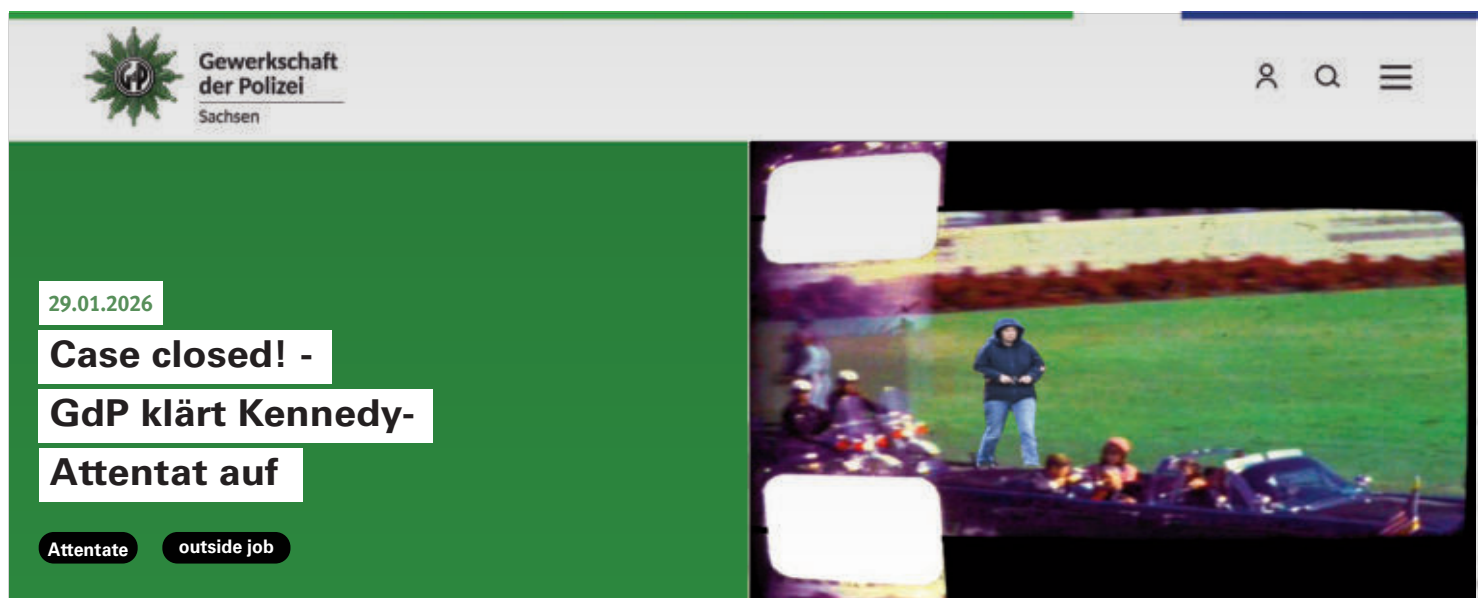 Gewerkschaft
der Polizei
Sachsen
29.01.2026
Case closed! -
GdP klärt Kennedy-
Attentat auf
Attentate
outside job